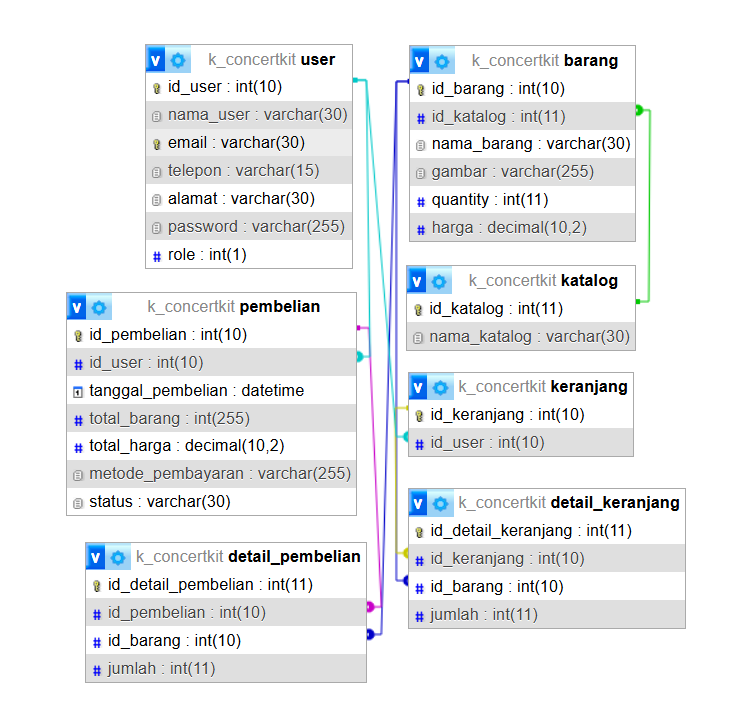 k_concertkit user
id_user : int(10)
nama_user : varchar(30)
email : varchar(30)
telepon : varchar(15)
alamat : varchar(30)
password : varchar(255)
role : int(1)
k_concertkit barang
id_barang : int(10)
id_katalog : int(11)
nama_barang : varchar(30)
gambar : varchar(255)
quantity : int(11)
harga : decimal(10,2)
k_concertkit katalog
id_katalog : int(11)
nama_katalog : varchar(30)
k_concertkit pembelian
id_pembelian : int(10)
id_user : int(10)
tanggal_pembelian : datetime
total_barang : int(255)
total_harga : decimal(10,2)
metode_pembayaran : varchar(255)
status : varchar(30)
k_concertkit keranjang
id_keranjang : int(10)
id_user : int(10)
k_concertkit detail_keranjang
id_detail_keranjang : int(11)
id_keranjang : int(10)
id_barang : int(10)
jumlah : int(11)
k_concertkit detail_pembelian
id_detail_pembelian : int(11)
id_pembelian : int(10)
id_barang : int(10)
jumlah : int(11)